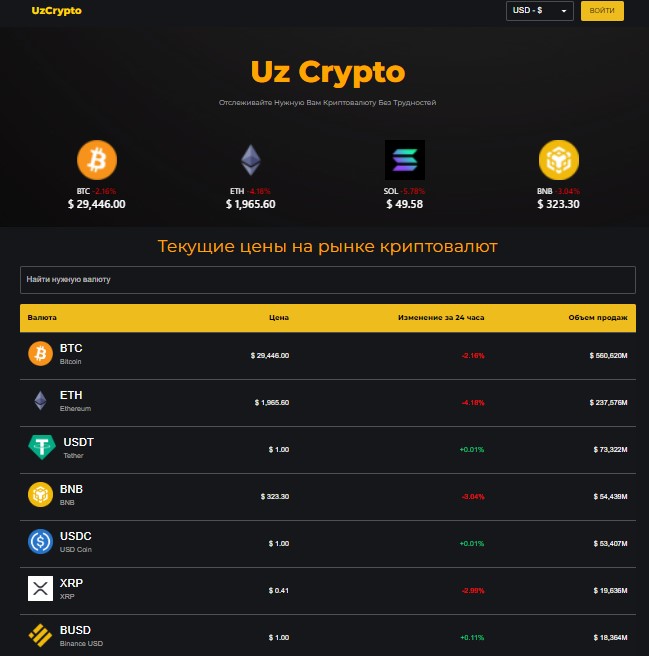 UzCrypto
USD - $
ВОЙТИ
Uz Crypto
Отслеживайте Нужную Вам Криптовалюту Без Трудностей
BTC -2.16%
$ 29,446.00
ETH -4.16%
$ 1,965.60
SOL -5.78%
$ 49.58
BNB -3.04%
$ 323.30
Текущие цены на рынке криптовалют
Найти нужную валюту
Валюта Цена Изменение за 24 часа Объем продаж
BTC
Bitcoin
$ 29,446.00 -2.16% $ 560,620M
ETH
Ethereum
$ 1,965.60 -4.16% $ 237,576M
USDT
Tether
$ 1.00 +0.01% $ 73,322M
BNB
BNB
$ 323.30 -3.04% $ 54,439M
USDC
USD Coin
$ 1.00 +0.01% $ 53,407M
XRP
XRP
$ 0.41 -2.99% $ 19,636M
BUSD
Binance USD
$ 1.00 +0.11% $ 18,364M